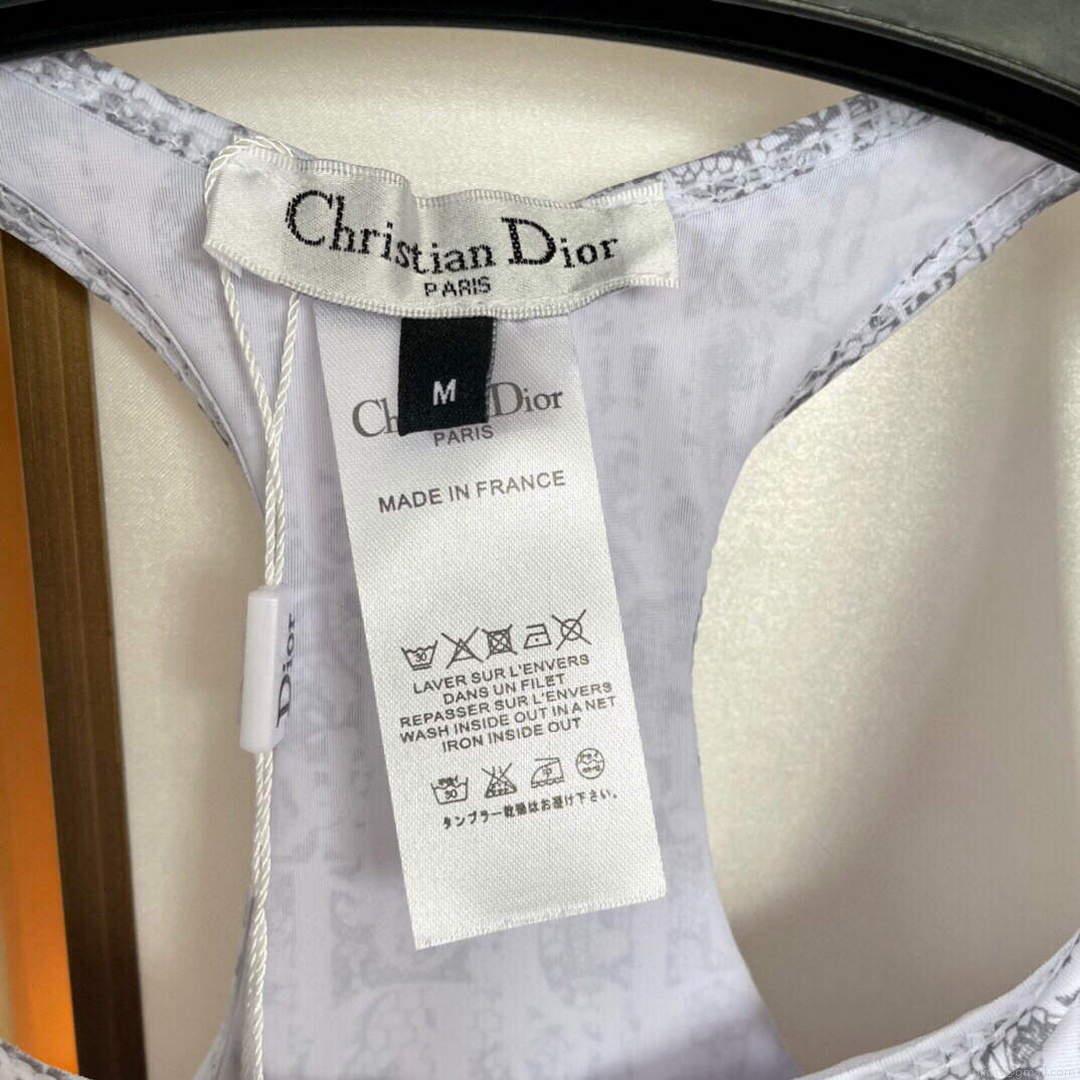 Christian Dior
PARIS
M
Ch Dior
PARIS
MADE IN FRANCE
Dior
30
LAVER SUR L'ENVERS
DANS UN FILET
REPASSER SUR L'ENVERS
WASH INSIDE OUT IN A NET
IRON INSIDE OUT
30
タンブラー乾燥はお避け下さい。